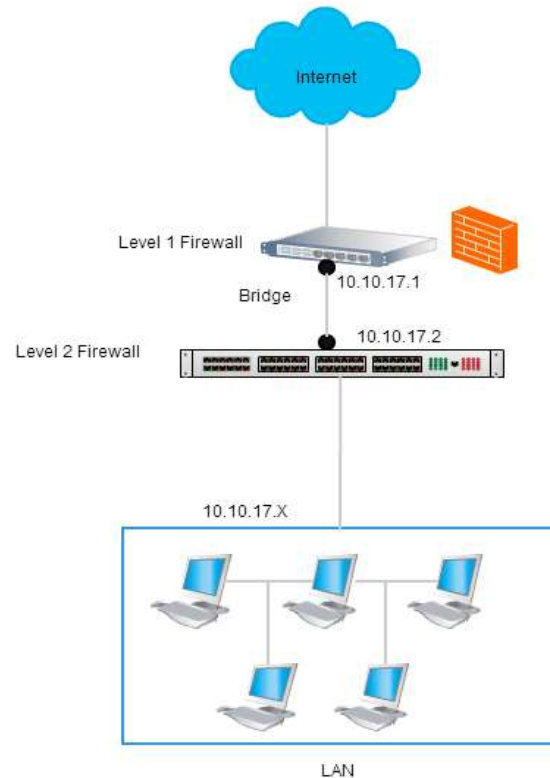 Internet
Level 1 Firewall
10.10.17.1
Bridge
10.10.17.2
Level 2 Firewall
10.10.17.X
LAN